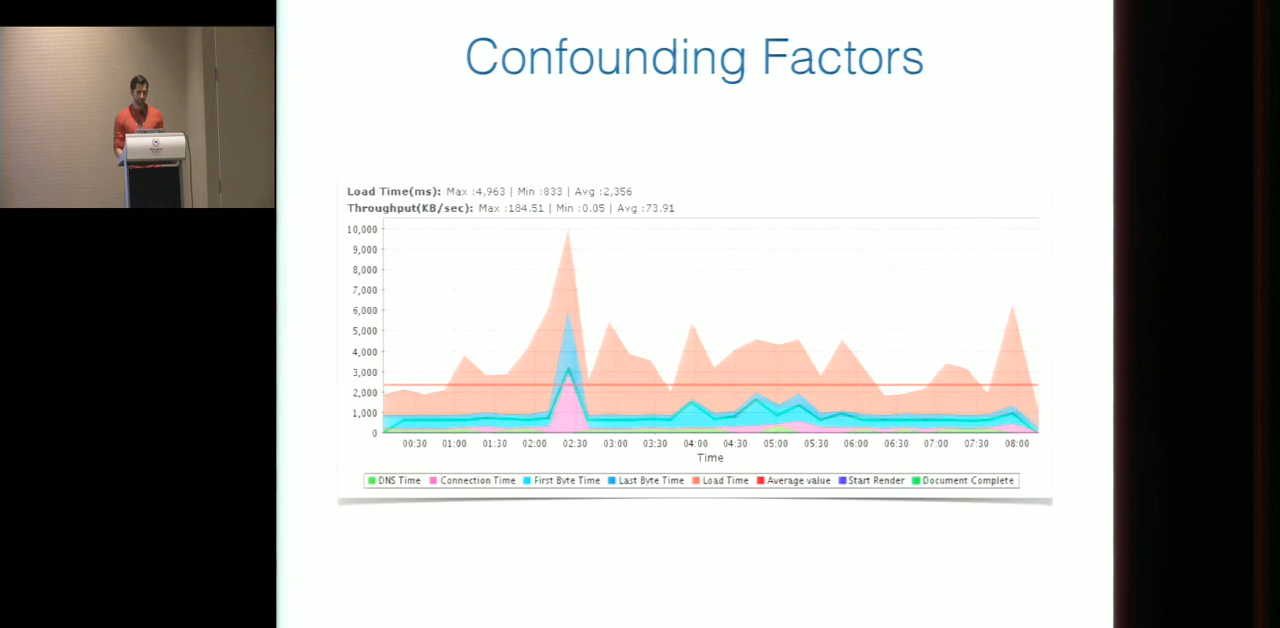 Confounding Factors
Load Time(ms): Max :4,963 | Min :833 | Avg :2,356
Throughput(KB/sec): Max :184.51 | Min :0.05 | Avg :73.91
10,000
9,000
8,000
7,000
6,000
5,000
4,000
3,000
2,000
1,000
0
00:30 01:00 01:30 02:00 02:30 03:00 03:30 04:00 04:30 05:00 05:30 06:00 06:30 07:00 07:30 08:00
Time
DNS Time Connection Time First Byte Time Last Byte Time Load Time Average value Start Render Document Complete